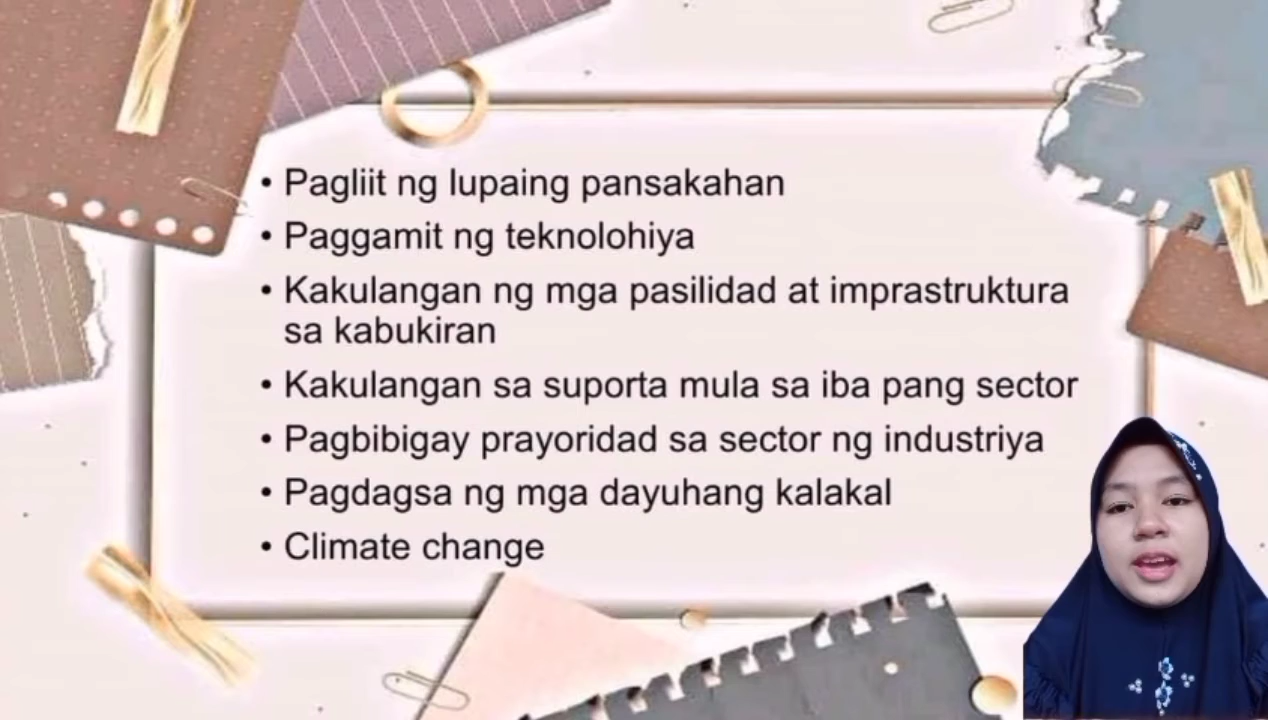 • Pagliit ng lupaing pansakahan
• Paggamit ng teknolohiya
• Kakulangan ng mga pasilidad at imprastruktura
sa kabukiran
• Kakulangan sa suporta mula sa iba pang sector
• Pagbibigay prayoridad sa sector ng industriya
• Pagdagsa ng mga dayuhang kalakal
• Climate change